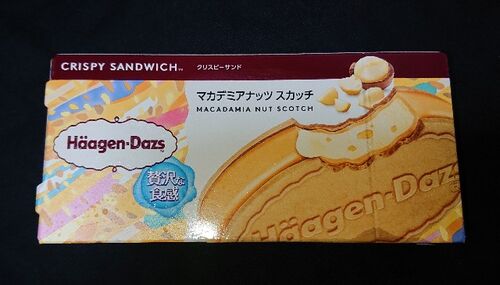 CRISPY SANDWICH™ クリスピーサンド
マカデミアナッツ スカッチ
MACADAMIA NUT SCOTCH
Häagen-Dazs
贅沢な
食感
Häagen-Dazs